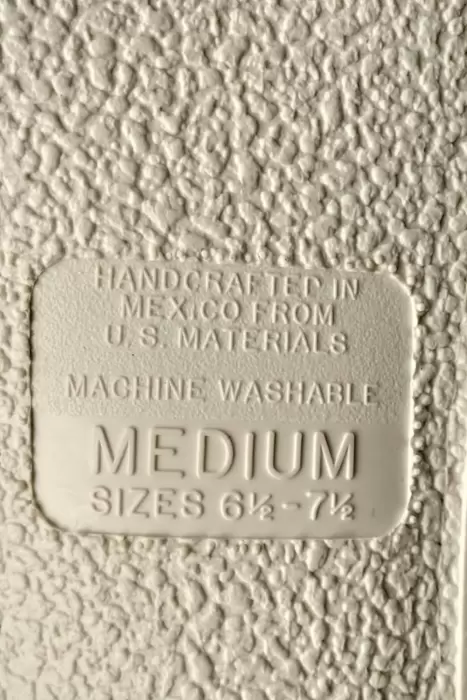 HANDCRAFTED IN
MEXICO FROM
U.S. MATERIALS
MACHINE WASHABLE
MEDIUM
SIZES 6½-7½